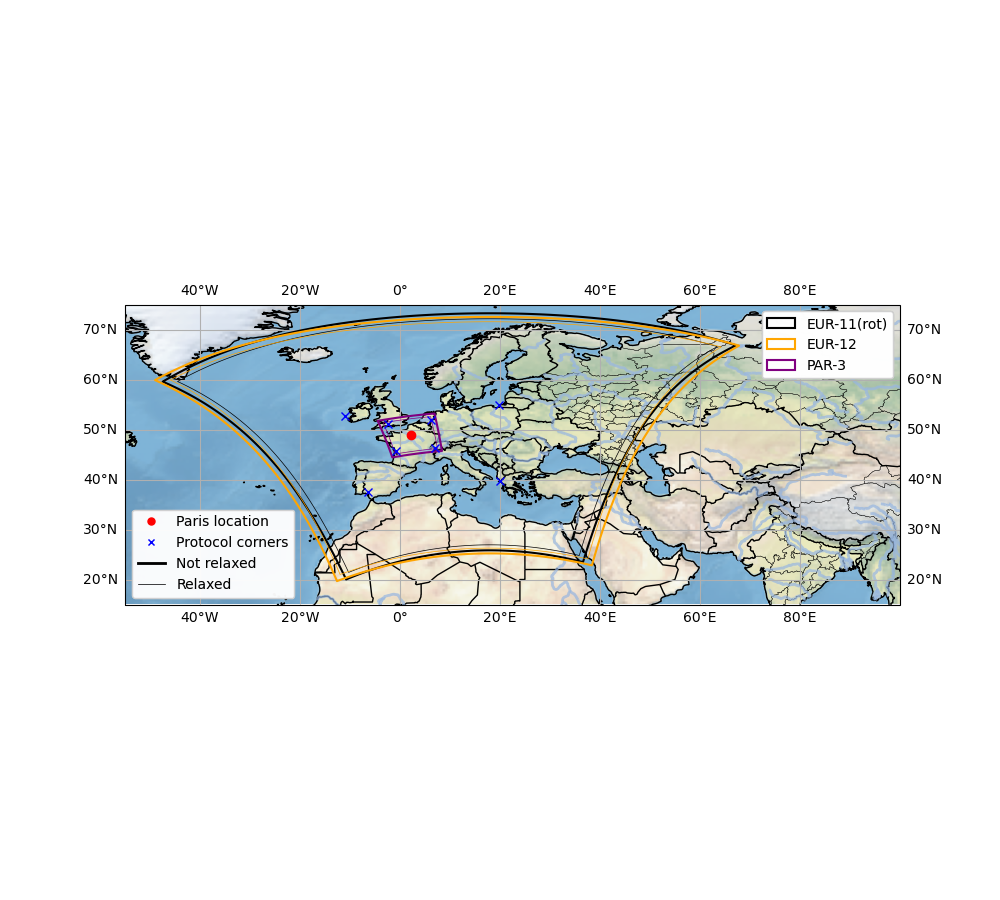 40°W 20°W 0° 20°E 40°E 60°E 80°E
70°N 70°N
60°N 60°N
50°N 50°N
40°N 40°N
30°N 30°N
20°N 20°N
40°W 20°W 0° 20°E 40°E 60°E 80°E
EUR-11(rot)
EUR-12
PAR-3
Paris location
Protocol corners
Not relaxed
Relaxed